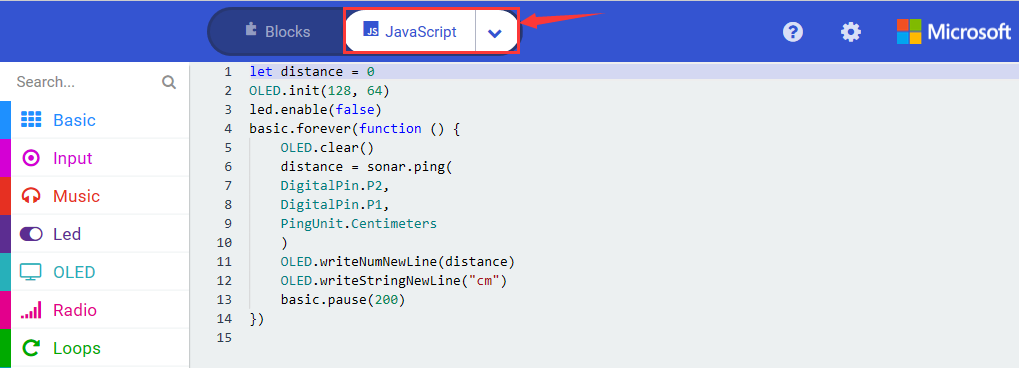 Blocks
JS JavaScript
? Microsoft
Search...
Basic
Input
Music
Led
OLED
Radio
Loops
1 let distance = 0
2 OLED.init(128, 64)
3 led.enable(false)
4 basic.forever(function () {
5 OLED.clear()
6 distance = sonar.ping(
7 DigitalPin.P2,
8 DigitalPin.P1,
9 PingUnit.Centimeters
10 )
11 OLED.writeNumNewLine(distance)
12 OLED.writeStringNewLine("cm")
13 basic.pause(200)
14 })
15